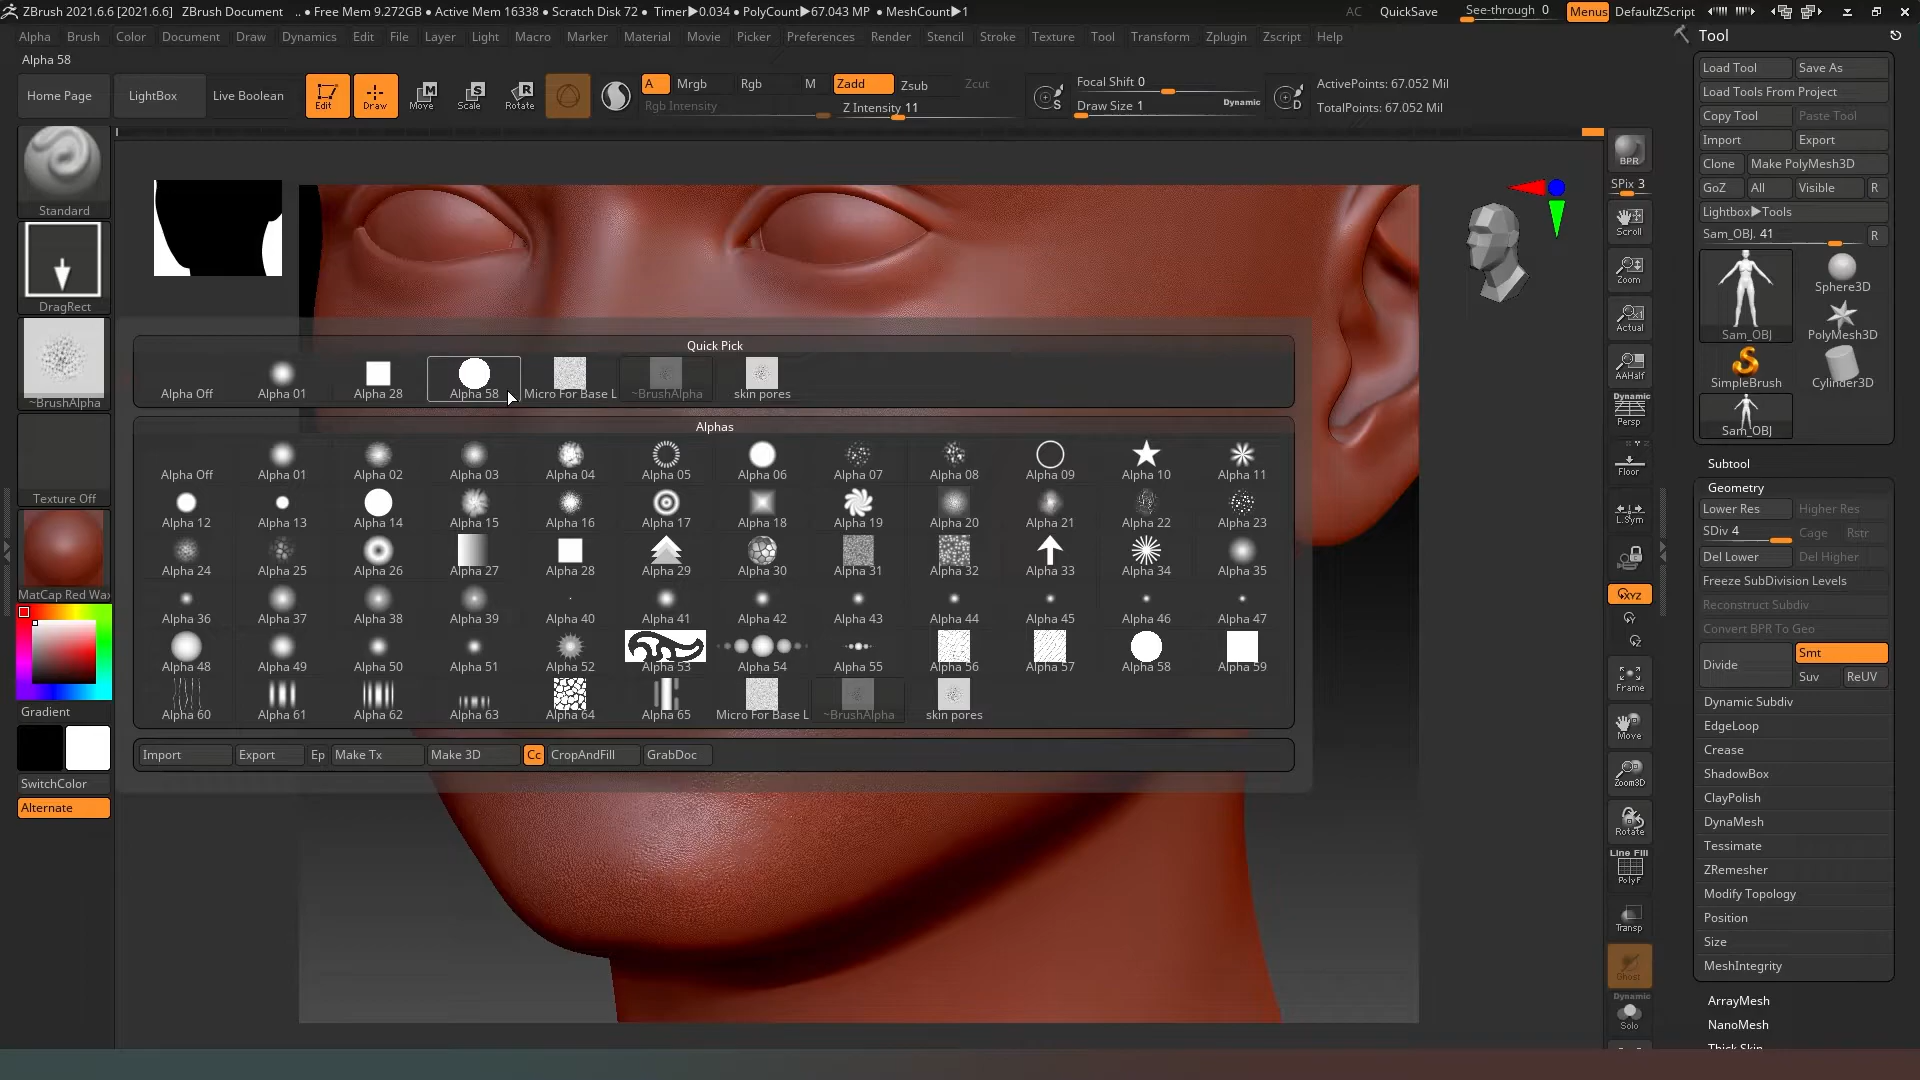 ZBrush 2021.6.6 [2021.6.6] ZBrush Document .. • Free Mem 9.272GB • Active Mem 16338 • Scratch Disk 72 • Timer▶0.034 • PolyCount▶67.043 MP • MeshCount▶1 AC QuickSave See-through 0 Menus DefaultZScript
Alpha Brush Color Document Draw Dynamics Edit File Layer Light Macro Marker Material Movie Picker Preferences Render Stencil Stroke Texture Tool Transform Zplugin Zscript Help
Alpha 58
Home Page LightBox Live Boolean Edit Draw Move Scale Rotate
A Mrgb Rgb M Zadd Zsub Zcut
Rgb Intensity Z Intensity 11
Focal Shift 0
Draw Size 1 Dynamic
ActivePoints: 67.052 Mil
TotalPoints: 67.052 Mil
Standard
DragRect
~BrushAlpha
Texture Off
MatCap Red Wax
Gradient
SwitchColor
Alternate
Quick Pick
Alpha Off Alpha 01 Alpha 28 Alpha 58 Micro For Base L ~BrushAlpha skin pores
Alphas
Alpha Off Alpha 01 Alpha 02 Alpha 03 Alpha 04 Alpha 05 Alpha 06 Alpha 07 Alpha 08 Alpha 09 Alpha 10 Alpha 11
Alpha 12 Alpha 13 Alpha 14 Alpha 15 Alpha 16 Alpha 17 Alpha 18 Alpha 19 Alpha 20 Alpha 21 Alpha 22 Alpha 23
Alpha 24 Alpha 25 Alpha 26 Alpha 27 Alpha 28 Alpha 29 Alpha 30 Alpha 31 Alpha 32 Alpha 33 Alpha 34 Alpha 35
Alpha 36 Alpha 37 Alpha 38 Alpha 39 Alpha 40 Alpha 41 Alpha 42 Alpha 43 Alpha 44 Alpha 45 Alpha 46 Alpha 47
Alpha 48 Alpha 49 Alpha 50 Alpha 51 Alpha 52 Alpha 53 Alpha 54 Alpha 55 Alpha 56 Alpha 57 Alpha 58 Alpha 59
Alpha 60 Alpha 61 Alpha 62 Alpha 63 Alpha 64 Alpha 65 Micro For Base L ~BrushAlpha skin pores
Import Export Ep Make Tx Make 3D Cc CropAndFill GrabDoc
BPR
SPix 3
Scroll
Zoom
Actual
AAHalf
Dynamic
Persp
Floor
L.Sym
XYZ
Frame
Move
Zoom3D
Rotate
Line Fill
PolyF
Transp
Ghost
Dynamic
Solo
Tool
Load Tool Save As
Load Tools From Project
Copy Tool Paste Tool
Import Export
Clone Make PolyMesh3D
GoZ All Visible R
Lightbox▶Tools
Sam_OBJ. 41 R
Sam_OBJ Sphere3D
PolyMesh3D
SimpleBrush Cylinder3D
Sam_OBJ
Subtool
Geometry
Lower Res Higher Res
SDiv 4 Cage Rstr
Del Lower Del Higher
Freeze SubDivision Levels
Reconstruct Subdiv
Convert BPR To Geo
Divide Smt
Suv ReUV
Dynamic Subdiv
EdgeLoop
Crease
ShadowBox
ClayPolish
DynaMesh
Tessimate
ZRemesher
Modify Topology
Position
Size
MeshIntegrity
ArrayMesh
NanoMesh
Thick Skin